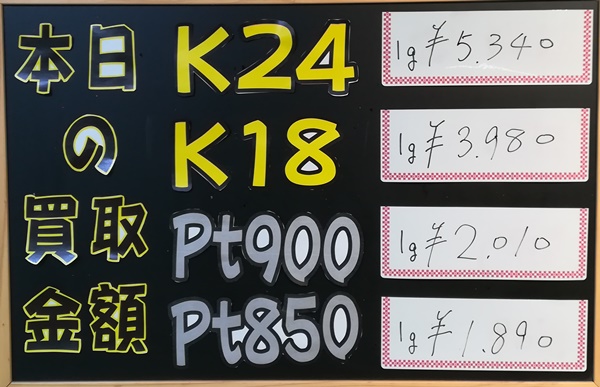 本日 K24 1g ¥5.340
の K18 1g ¥3.980
買取 Pt900 1g ¥2.010
金額 Pt850 1g ¥1.890